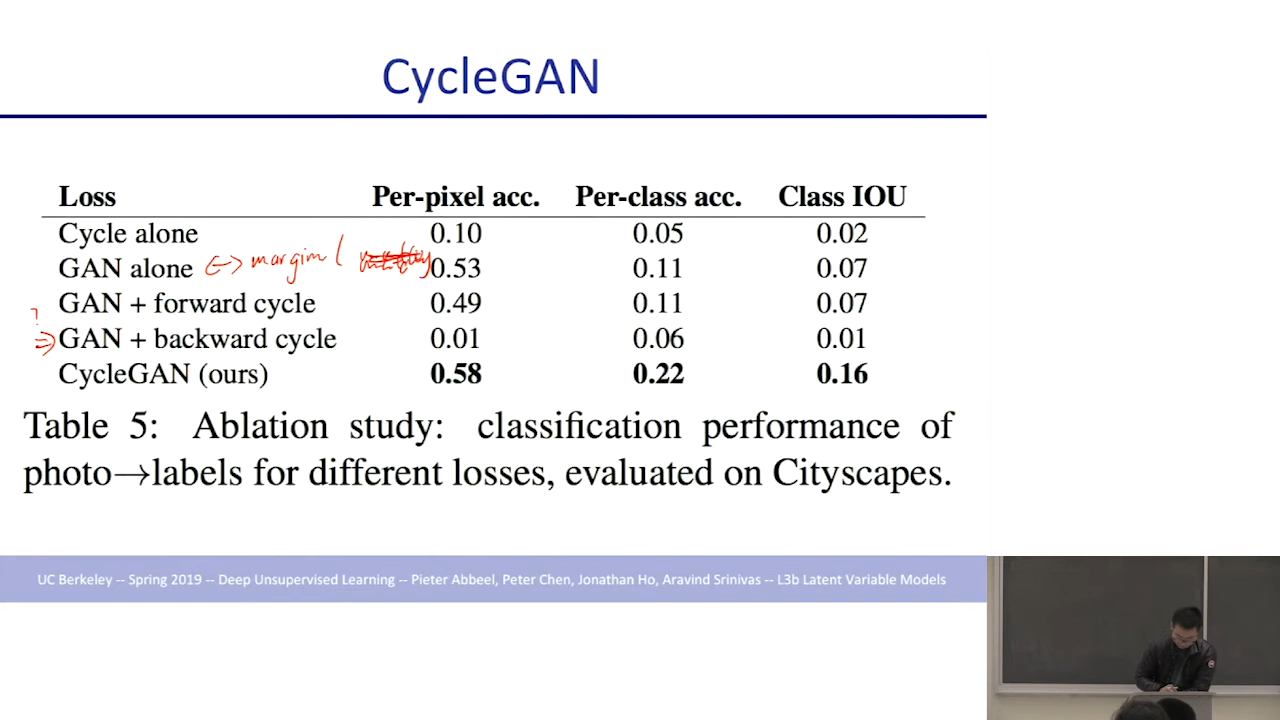 CycleGAN
Loss Per-pixel acc. Per-class acc. Class IOU
Cycle alone 0.10 0.05 0.02
GAN alone ↔ marginal 0.53 0.11 0.07
GAN + forward cycle 0.49 0.11 0.07
? ⇒ GAN + backward cycle 0.01 0.06 0.01
CycleGAN (ours) 0.58 0.22 0.16
Table 5: Ablation study: classification performance of
photo→labels for different losses, evaluated on Cityscapes.
UC Berkeley -- Spring 2019 -- Deep Unsupervised Learning -- Pieter Abbeel, Peter Chen, Jonathan Ho, Aravind Srinivas -- L3b Latent Variable Models